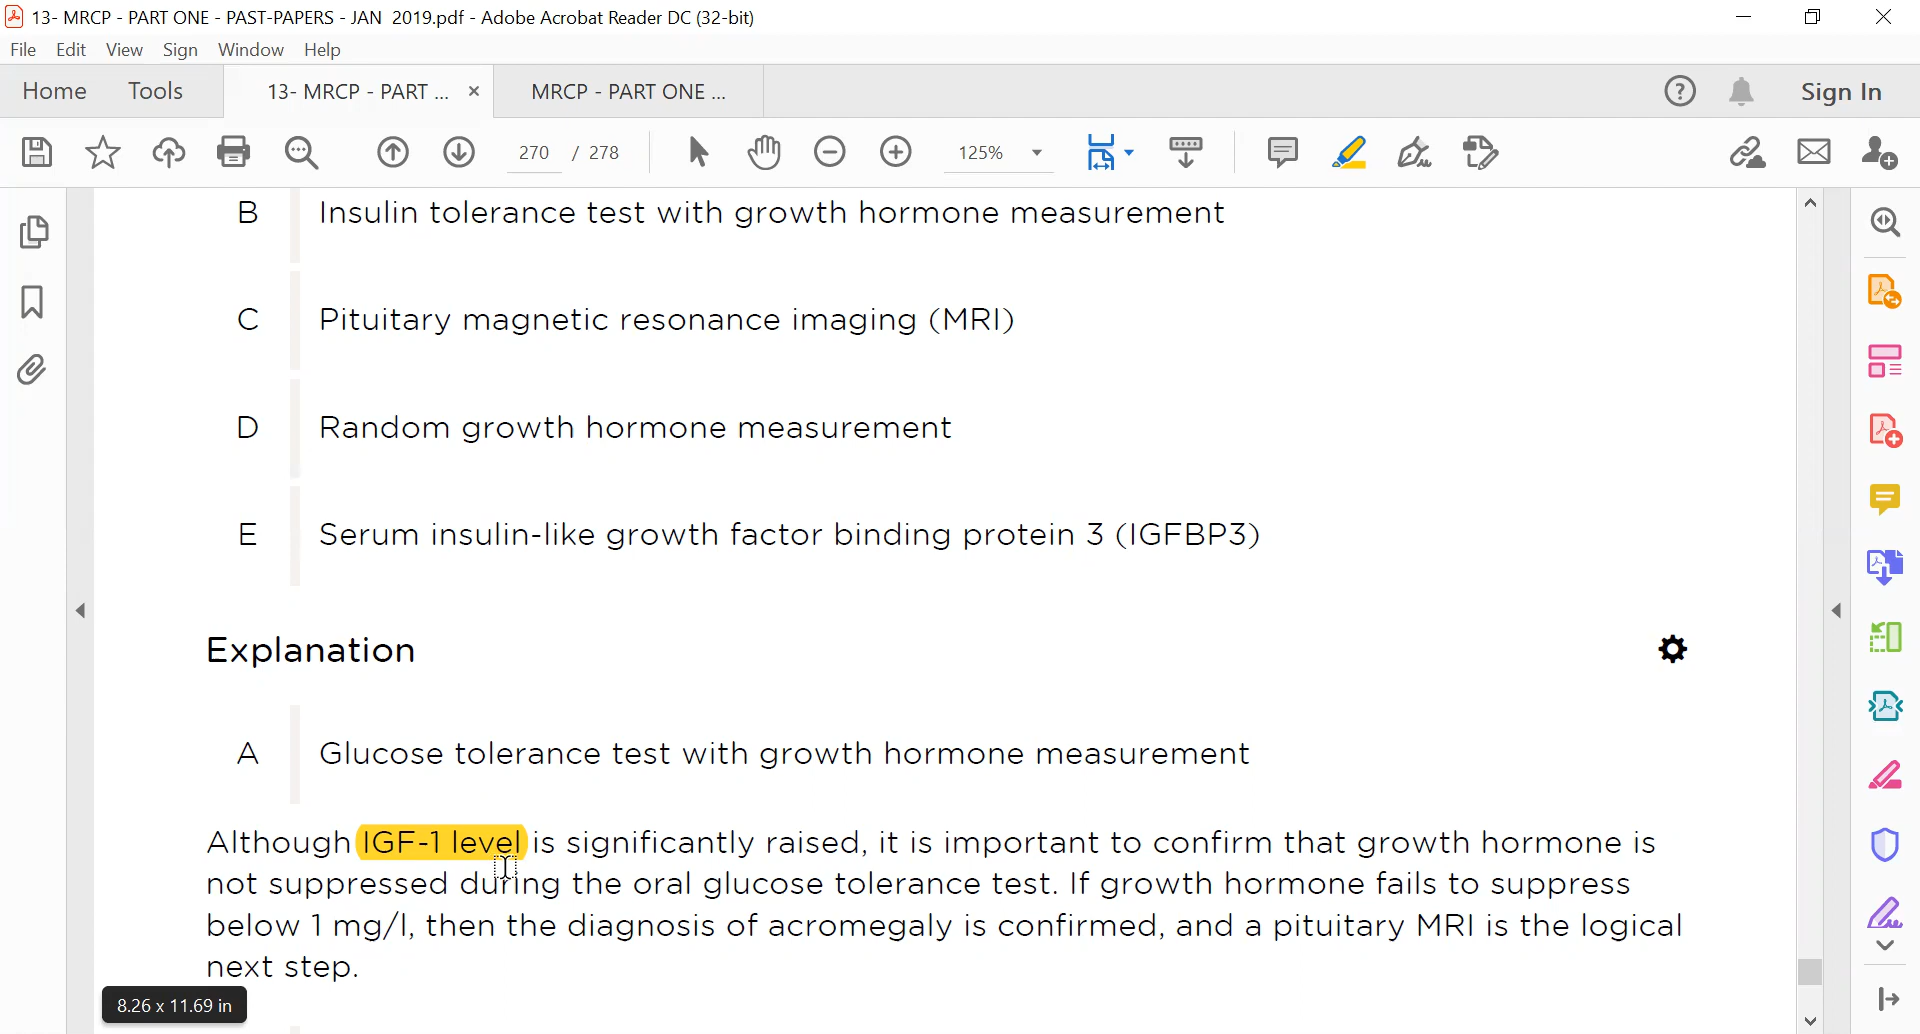 13- MRCP - PART ONE - PAST-PAPERS - JAN 2019.pdf - Adobe Acrobat Reader DC (32-bit)
File Edit View Sign Window Help
Home Tools 13- MRCP - PART ... MRCP - PART ONE ... Sign In
270 / 278 125%
B Insulin tolerance test with growth hormone measurement
C Pituitary magnetic resonance imaging (MRI)
D Random growth hormone measurement
E Serum insulin-like growth factor binding protein 3 (IGFBP3)
Explanation
A Glucose tolerance test with growth hormone measurement
Although IGF-1 level is significantly raised, it is important to confirm that growth hormone is
not suppressed during the oral glucose tolerance test. If growth hormone fails to suppress
below 1 mg/l, then the diagnosis of acromegaly is confirmed, and a pituitary MRI is the logical
next step.
8.26 x 11.69 in